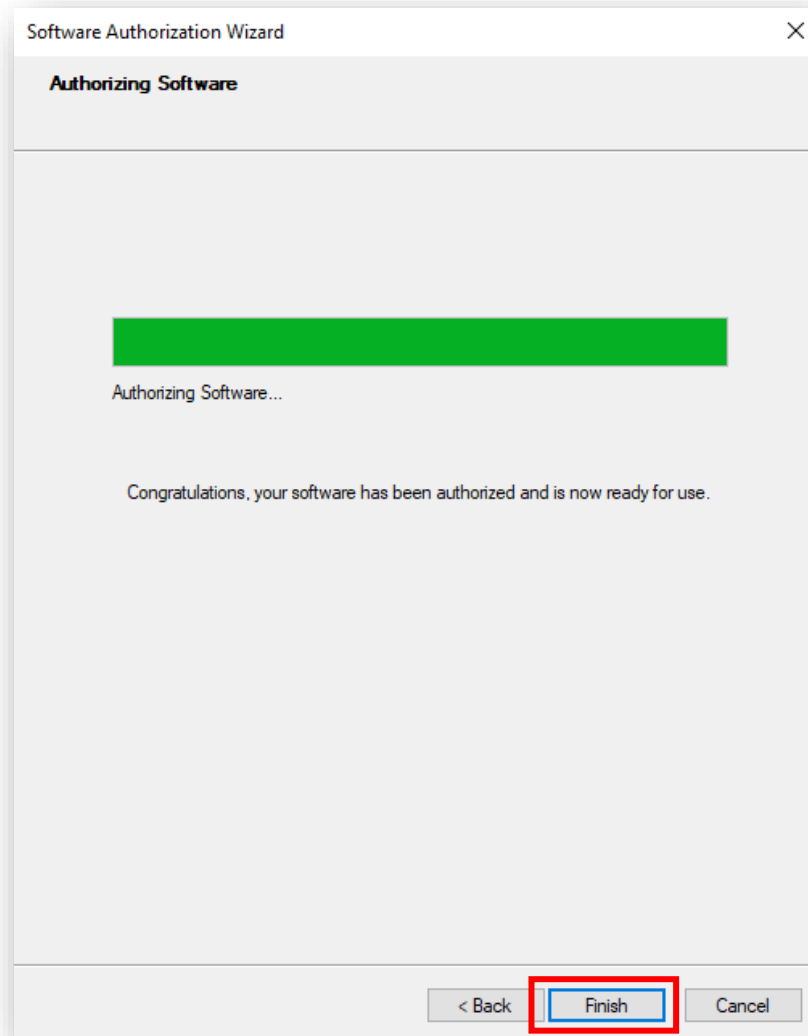 Software Authorization Wizard
Authorizing Software
Authorizing Software...
Congratulations, your software has been authorized and is now ready for use.
< Back Finish Cancel